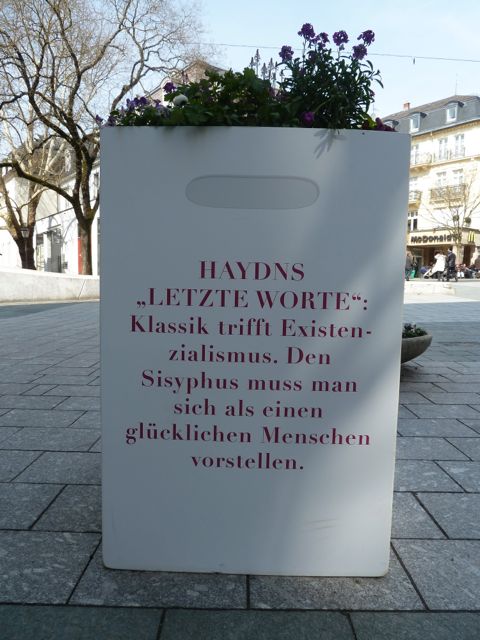 HAYDNS
„LETZTE WORTE“:
Klassik trifft Existen-
zialismus. Den
Sisyphus muss man
sich als einen
glücklichen Menschen
vorstellen.
McDonald's